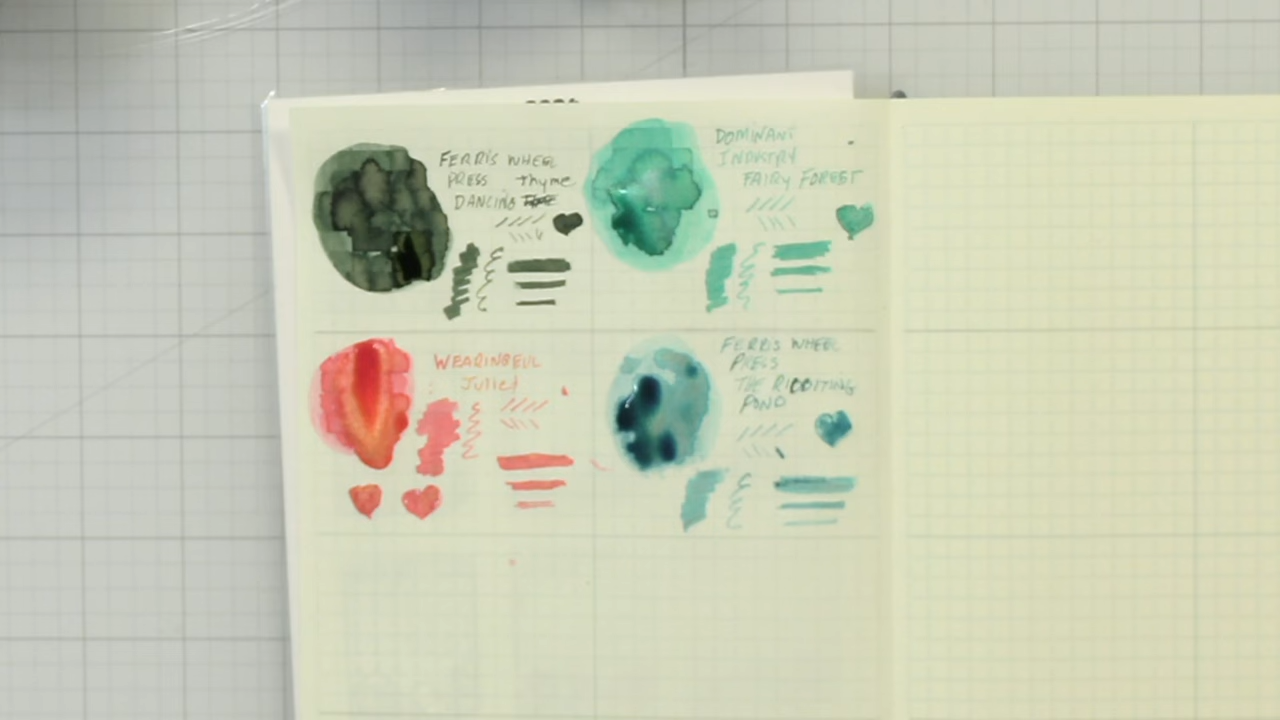 FERRIS WHEEL
PRESS thyme
DANCING
DOMINANT
INDUSTRY
FAIRY FOREST
WEARINGEUL
Juliet
FERRIS WHEEL
PRESS
THE RIBBITING
POND